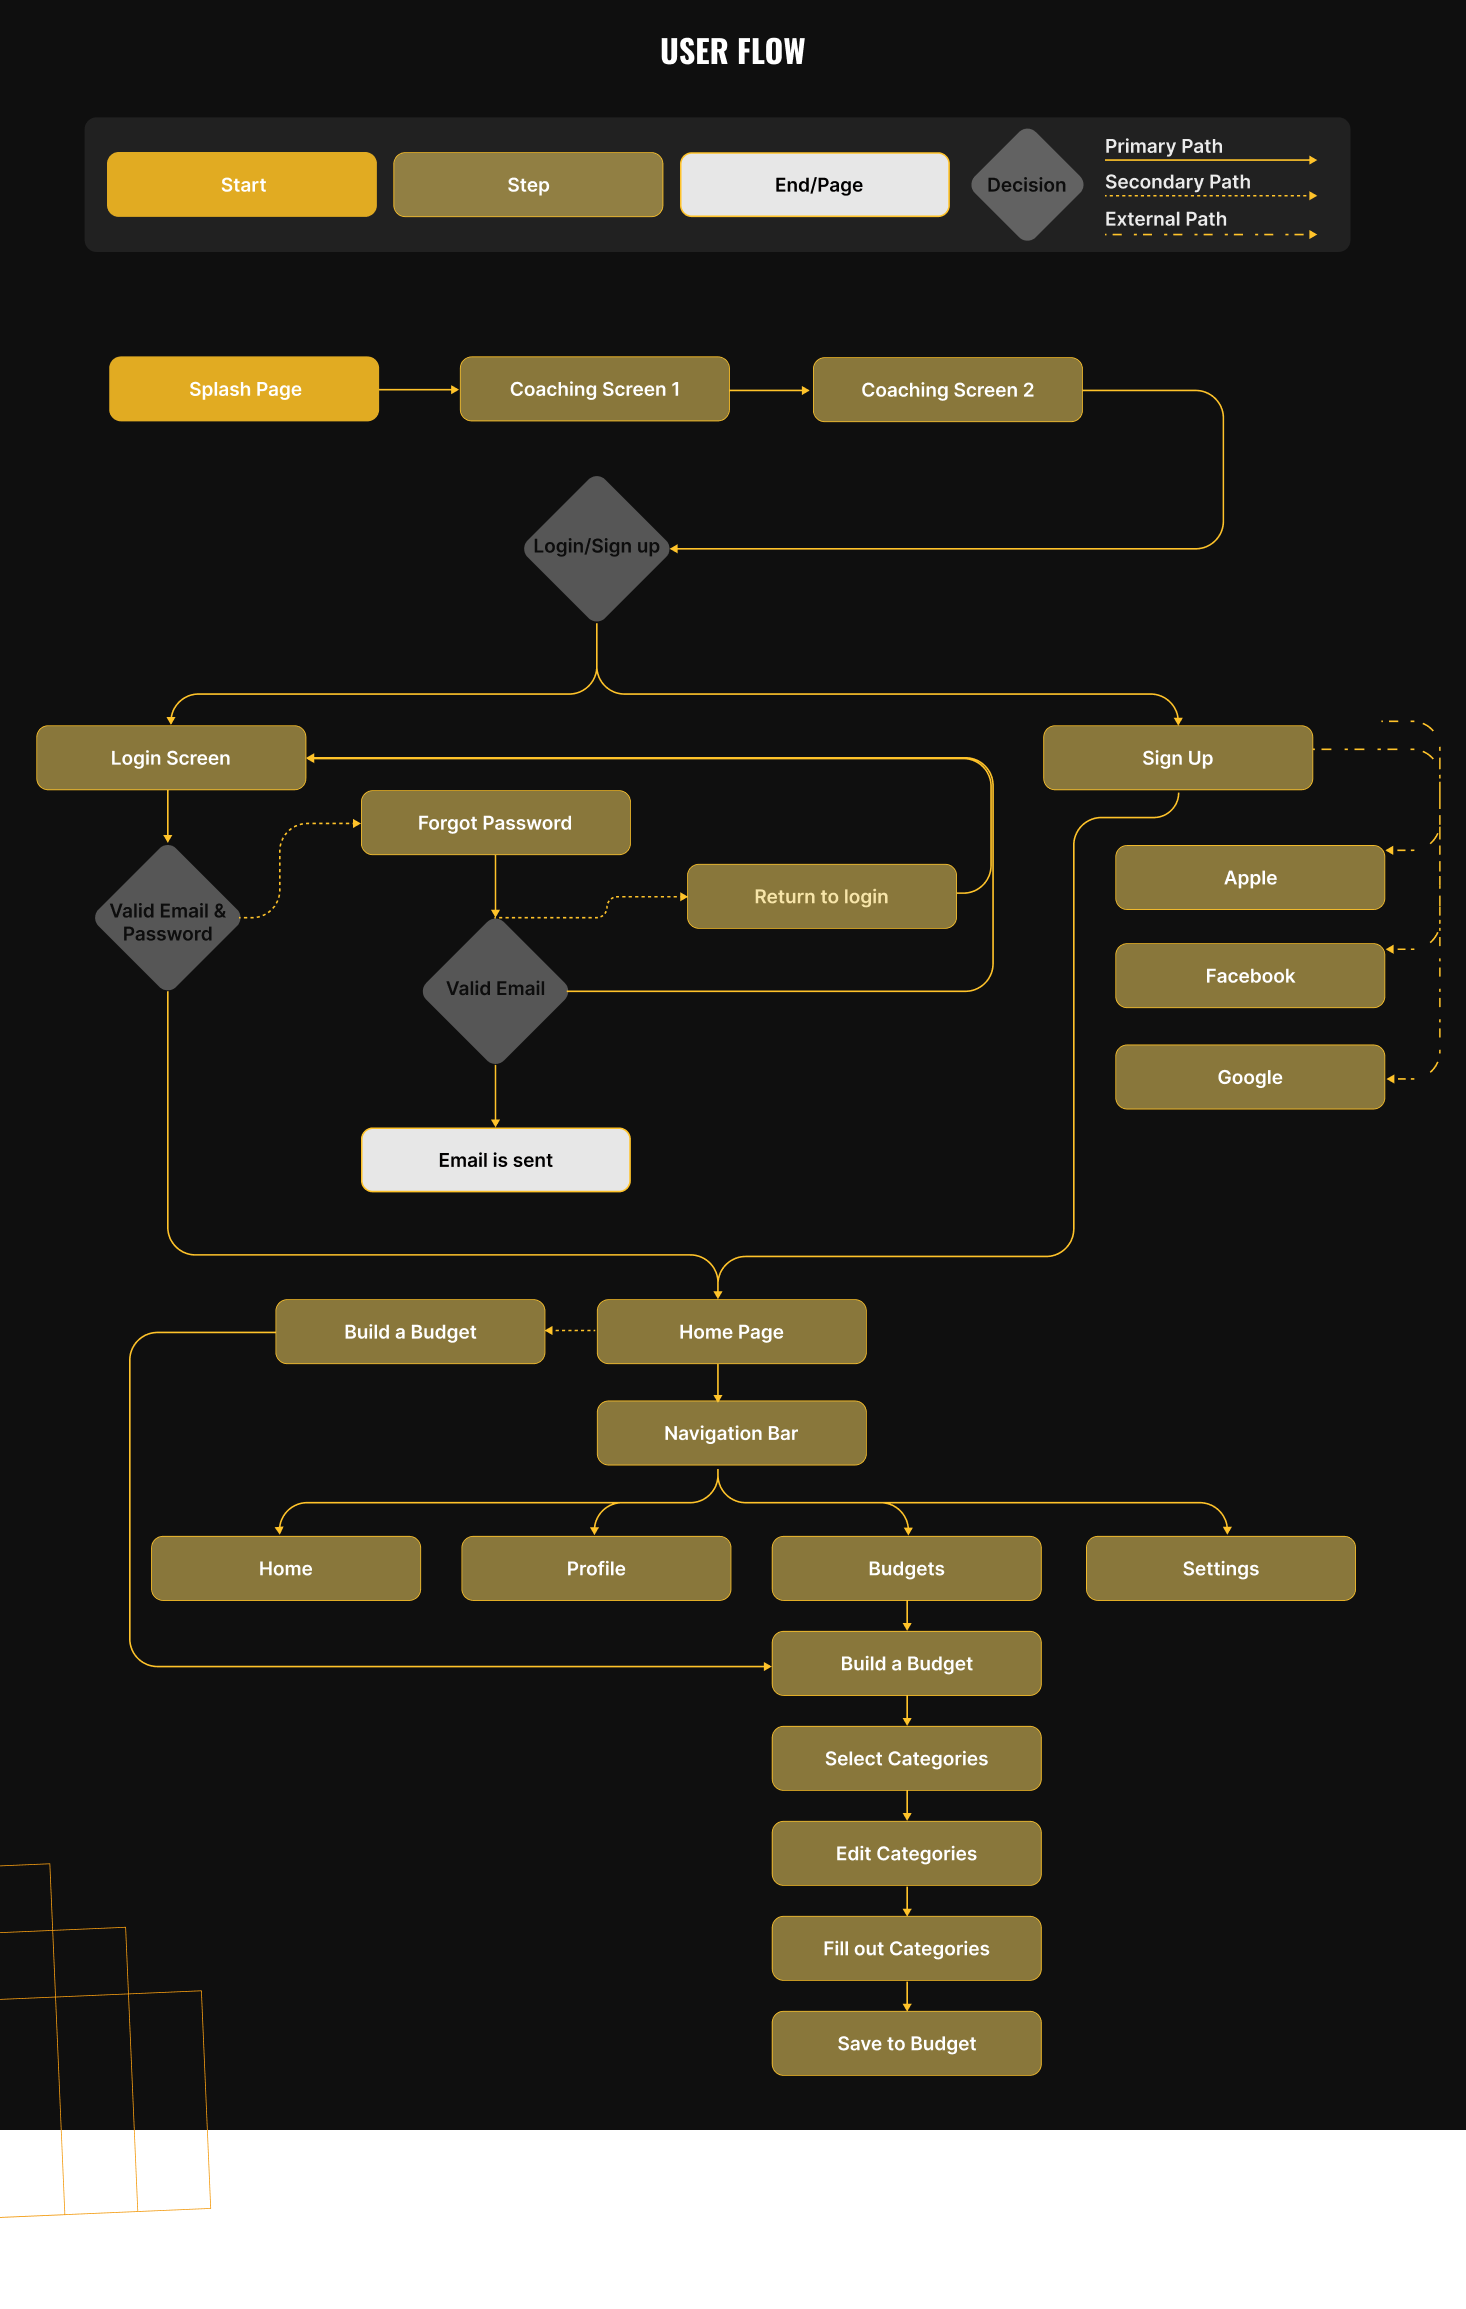 USER FLOW
Start
Step
End/Page
Decision
Primary Path
Secondary Path
External Path
Splash Page
Coaching Screen 1
Coaching Screen 2
Login/Sign up
Login Screen
Sign Up
Forgot Password
Apple
Return to login
Valid Email &
Password
Facebook
Valid Email
Google
Email is sent
Build a Budget
Home Page
Navigation Bar
Home
Profile
Budgets
Settings
Build a Budget
Select Categories
Edit Categories
Fill out Categories
Save to Budget